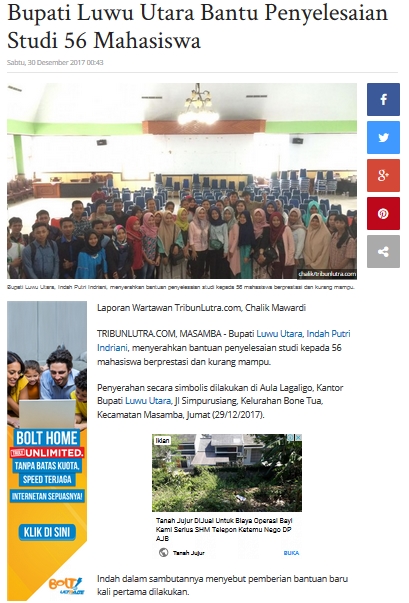 Bupati Luwu Utara Bantu Penyelesaian
Studi 56 Mahasiswa
Sabtu, 30 Desember 2017 00:43
chalik/tribunlutra.com
Bupati Luwu Utara, Indah Putri Indriani, menyerahkan bantuan penyelesaian studi kepada 56 mahasiswa berprestasi dan kurang mampu.
Laporan Wartawan TribunLutra.com, Chalik Mawardi
TRIBUNLUTRA.COM, MASAMBA - Bupati Luwu Utara, Indah Putri
Indriani, menyerahkan bantuan penyelesaian studi kepada 56
mahasiswa berprestasi dan kurang mampu.
Penyerahan secara simbolis dilakukan di Aula Lagaligo, Kantor
Bupati Luwu Utara, Jl Simpurusiang, Kelurahan Bone Tua,
Kecamatan Masamba, Jumat (29/12/2017).
Iklan
Tanah Jujur DiJual Untuk Biaya Operasi Bayi
Kami Serius SHM Telepon Ketemu Nego DP
AJB
Tanah Jujur
BUKA
Indah dalam sambutannya menyebut pemberian bantuan baru
kali pertama dilakukan.
BOLT HOME
UNLIMITED.
TANPA BATAS KUOTA,
SPEED TERJAGA
INTERNETAN SEPUASNYA!
KLIK DI SINI
BOLT!